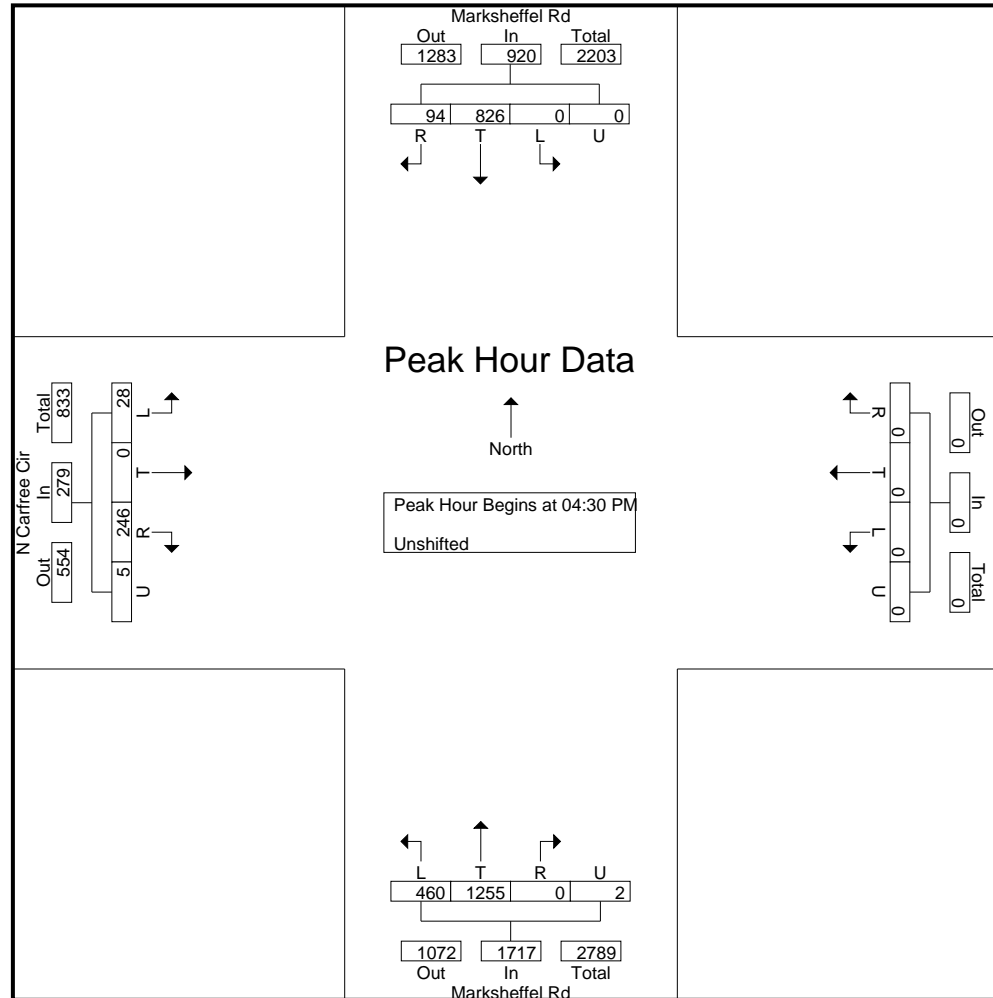 Marksheffel Rd
Out In Total
1283 920 2203
94 826 0 0
R T L U
Peak Hour Data
North
Peak Hour Begins at 04:30 PM
Unshifted
N Carfree Cir
Out In Total
554 279 833
28 0 246 5
L T R U
R T L U
0 0 0 0
Out In Total
0 0 0
L T R U
460 1255 0 2
1072 1717 2789
Out In Total
Marksheffel Rd